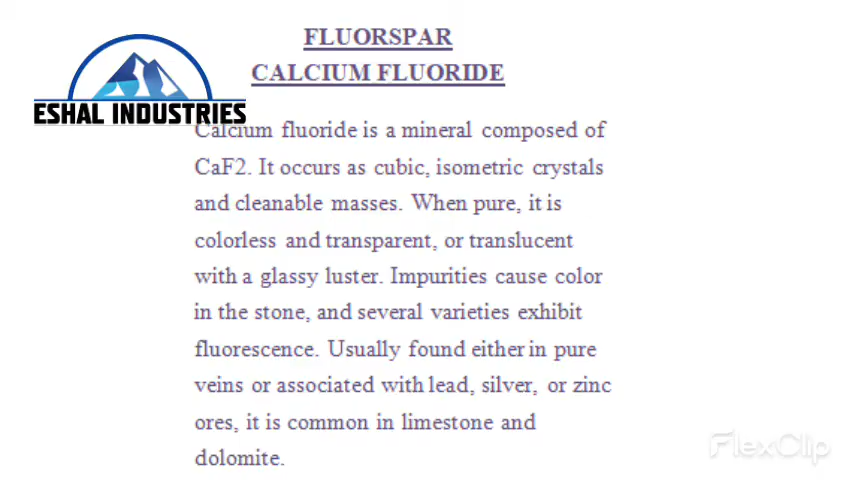 FLUORSPAR
CALCIUM FLUORIDE
ESHAL INDUSTRIES
Calcium fluoride is a mineral composed of
CaF2. It occurs as cubic, isometric crystals
and cleanable masses. When pure, it is
colorless and transparent, or translucent
with a glassy luster. Impurities cause color
in the stone, and several varieties exhibit
fluorescence. Usually found either in pure
veins or associated with lead, silver, or zinc
ores, it is common in limestone and
dolomite.
FlexClip